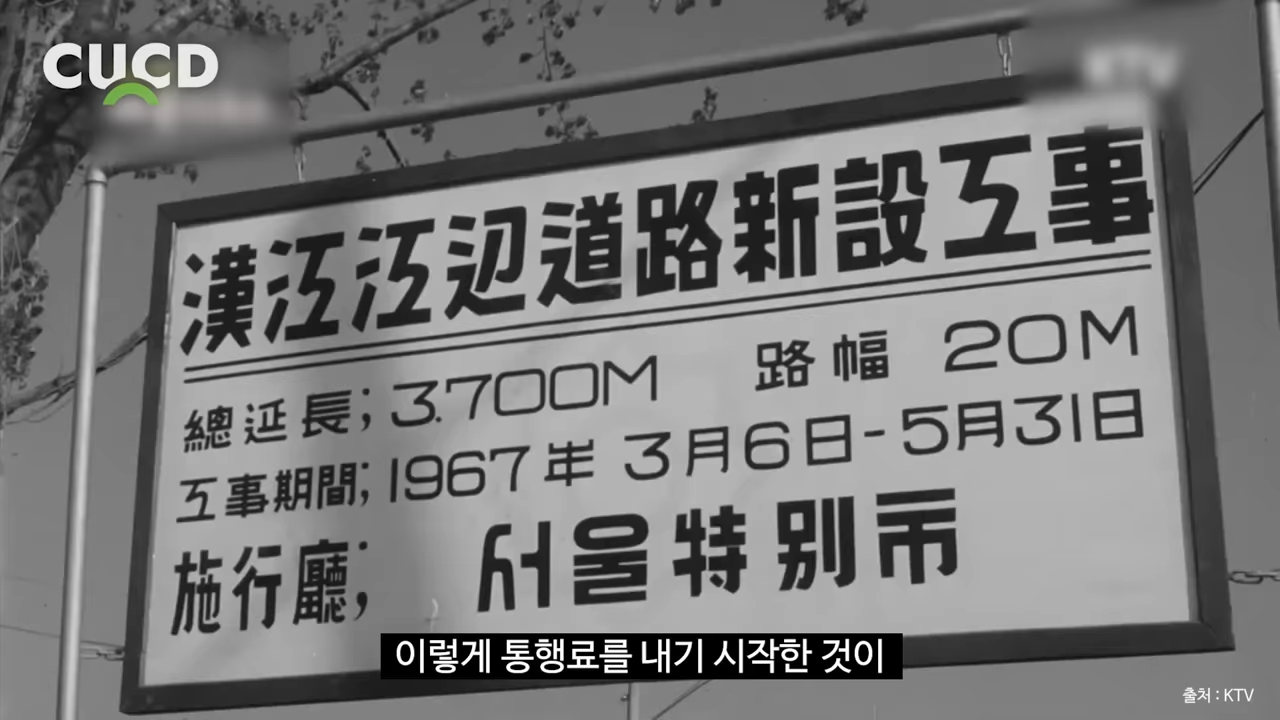 CUCD
KTV
漢江江辺道路新設工事
總延長; 3.700M 路幅 20M
工事期間; 1967年 3月6日-5月31日
施行廳; 서울特別市
이렇게 통행료를 내기 시작한 것이
출처 : KTV